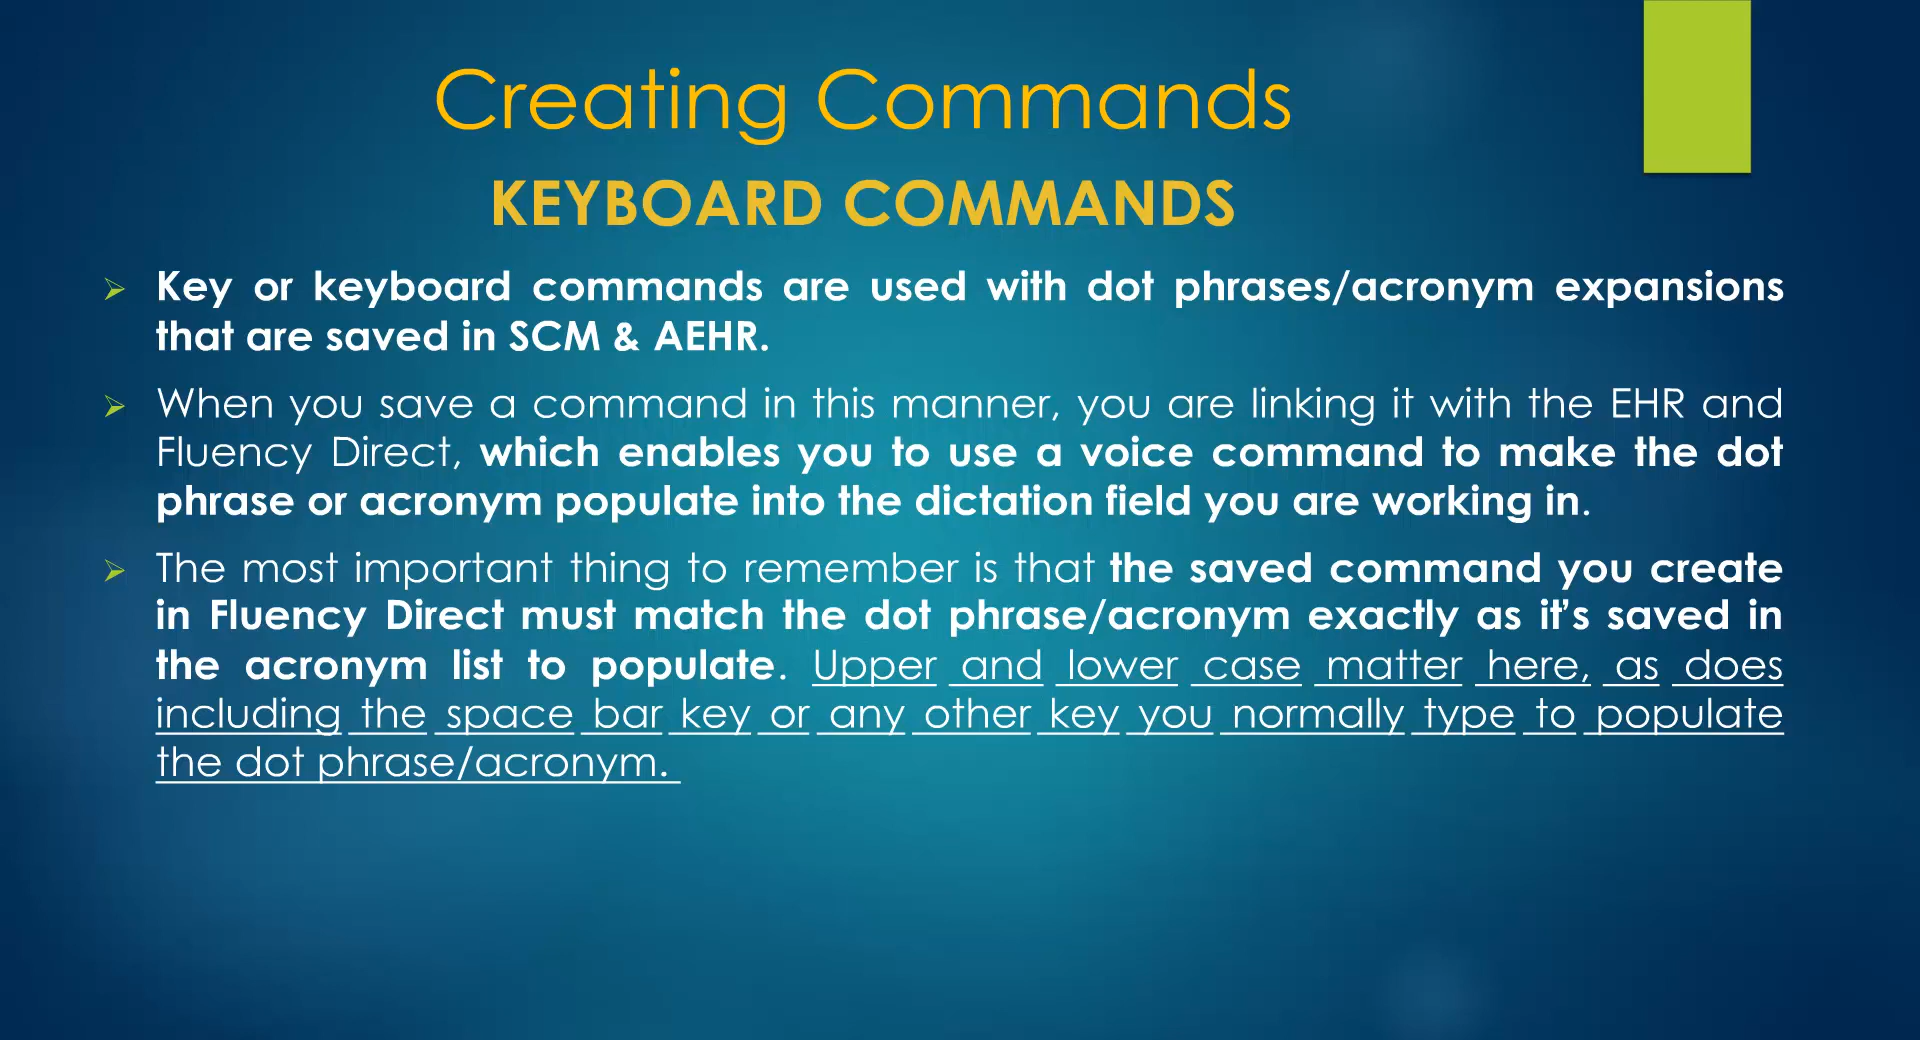 Creating Commands
KEYBOARD COMMANDS
Key or keyboard commands are used with dot phrases/acronym expansions
that are saved in SCM & AEHR.
When you save a command in this manner, you are linking it with the EHR and
Fluency Direct, which enables you to use a voice command to make the dot
phrase or acronym populate into the dictation field you are working in.
The most important thing to remember is that the saved command you create
in Fluency Direct must match the dot phrase/acronym exactly as it’s saved in
the acronym list to populate. Upper and lower case matter here, as does
including the space bar key or any other key you normally type to populate
the dot phrase/acronym.